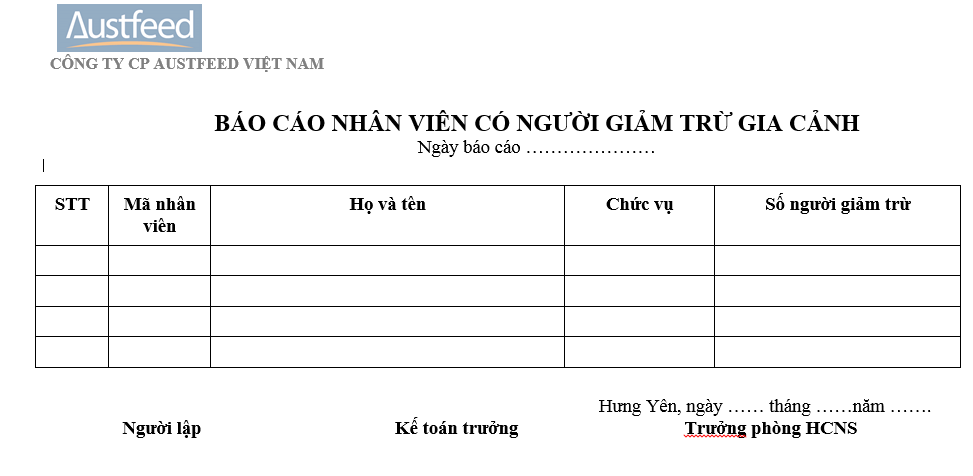 Austfeed
CÔNG TY CP AUSTFEED VIỆT NAM
BÁO CÁO NHÂN VIÊN CÓ NGƯỜI GIẢM TRỪ GIA CẢNH
Ngày báo cáo …………………
STT Mã nhân viên Họ và tên Chức vụ Số người giảm trừ
Hưng Yên, ngày …… tháng ……năm …….
Người lập Kế toán trưởng Trưởng phòng HCNS